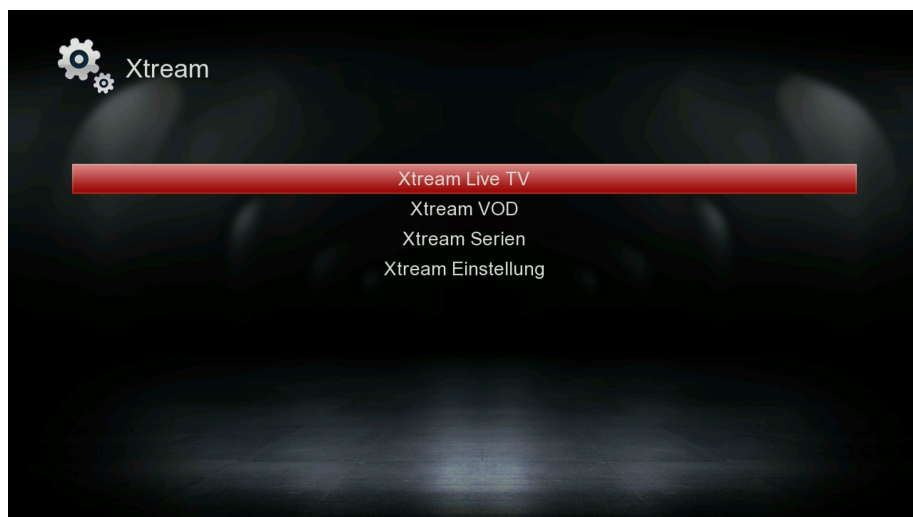 Xtream
Xtream Live TV
Xtream VOD
Xtream Serien
Xtream Einstellung